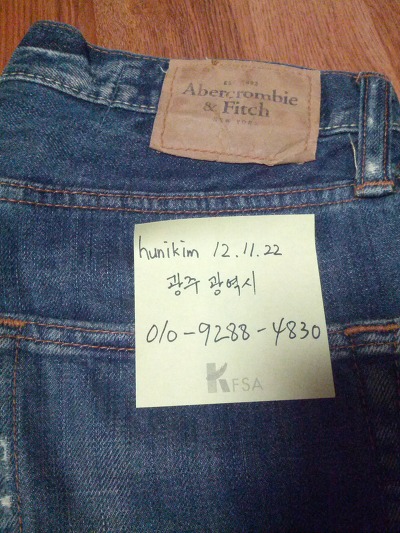 Abercrombie
& Fitch
hunikim 12.11.22
광주 광역시
010-9288-4830
KFSA